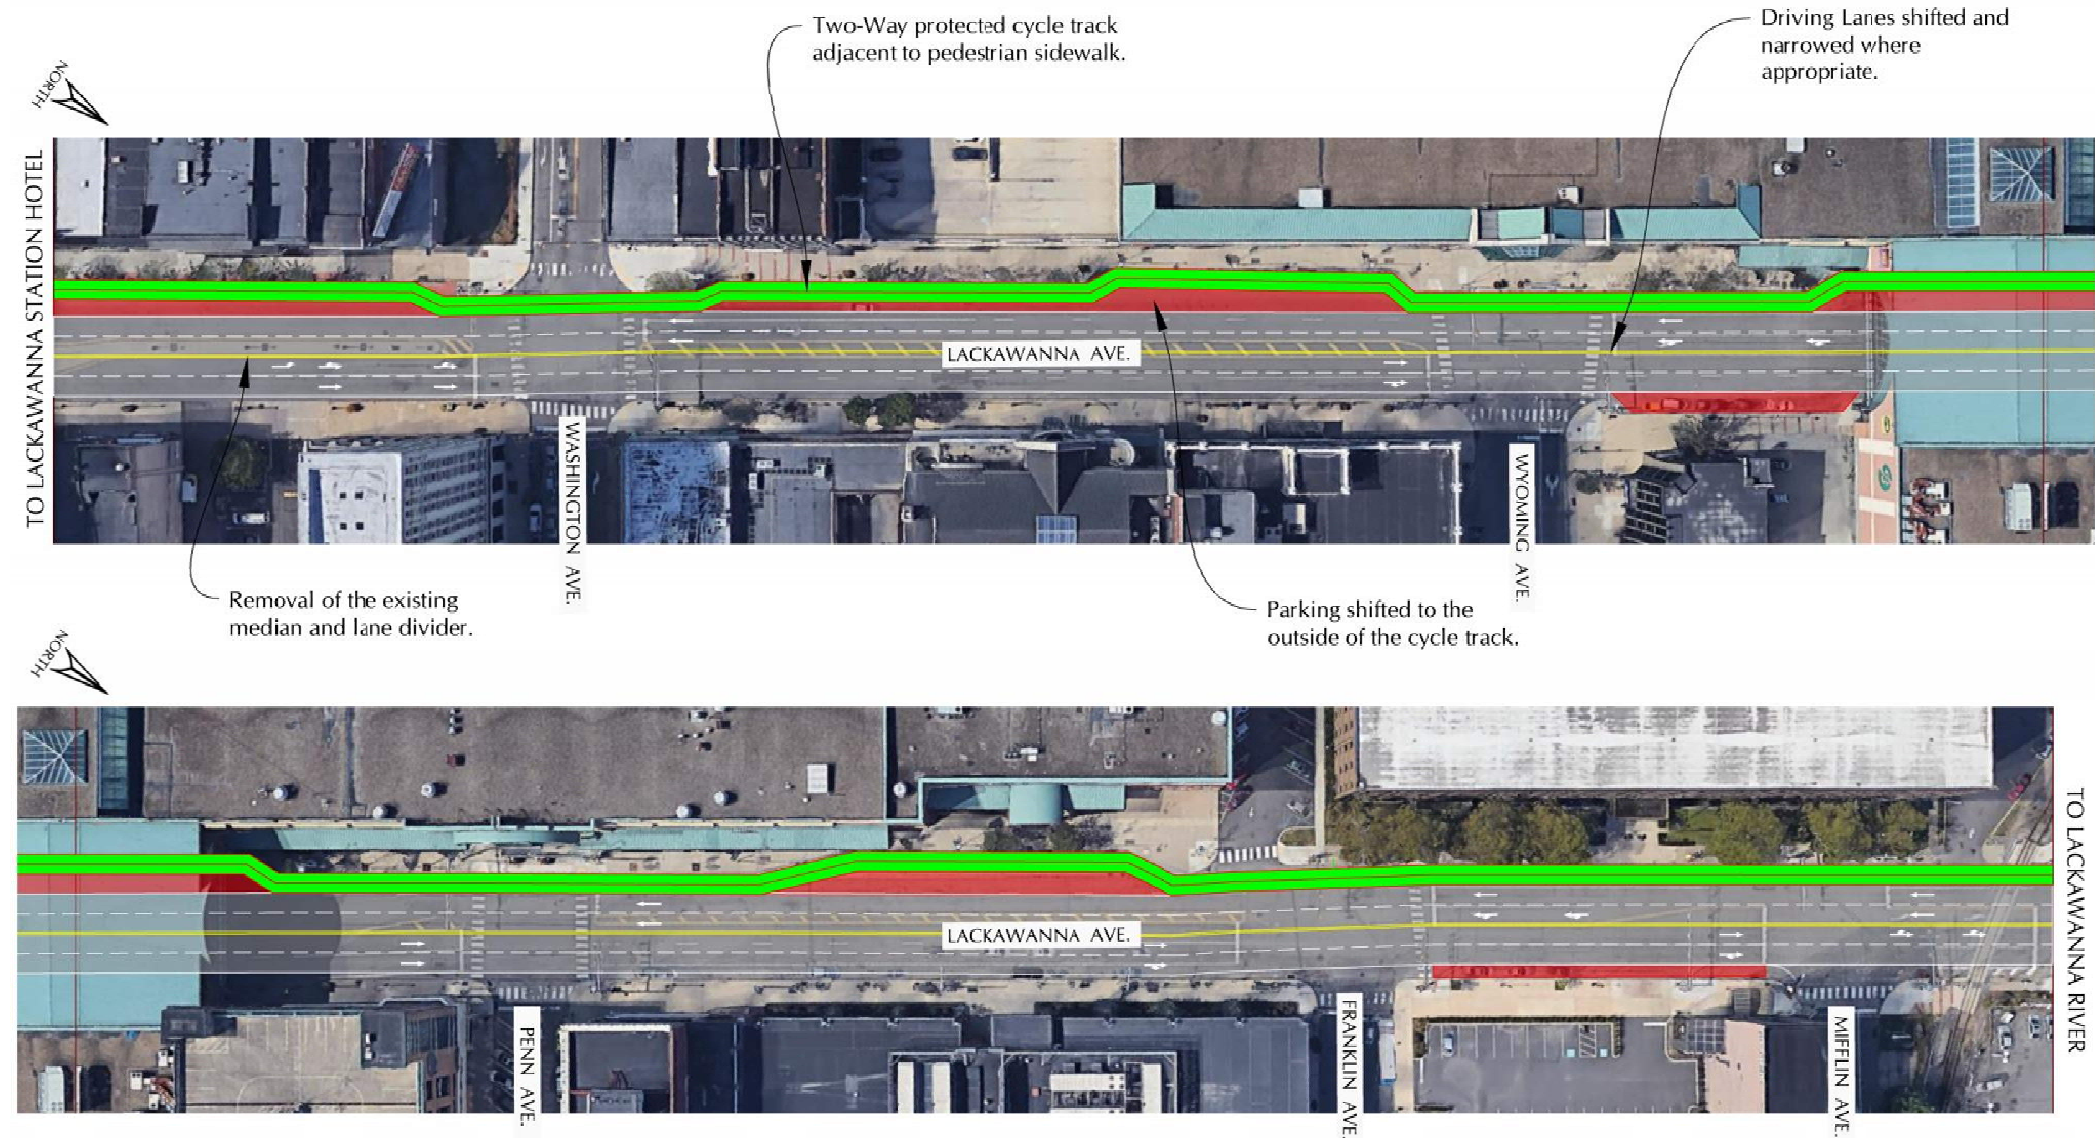 Two-Way protected cycle track
adjacent to pedestrian sidewalk.
Driving Lanes shifted and
narrowed where
appropriate.
NORTH
TO LACKAWANNA STATION HOTEL
LACKAWANNA AVE.
WASHINGTON AVE.
WYOMING AVE.
Removal of the existing
median and lane divider.
Parking shifted to the
outside of the cycle track.
NORTH
LACKAWANNA AVE.
TO LACKAWANNA RIVER
PENN AVE.
FRANKLIN AVE.
MIFFLIN AVE.